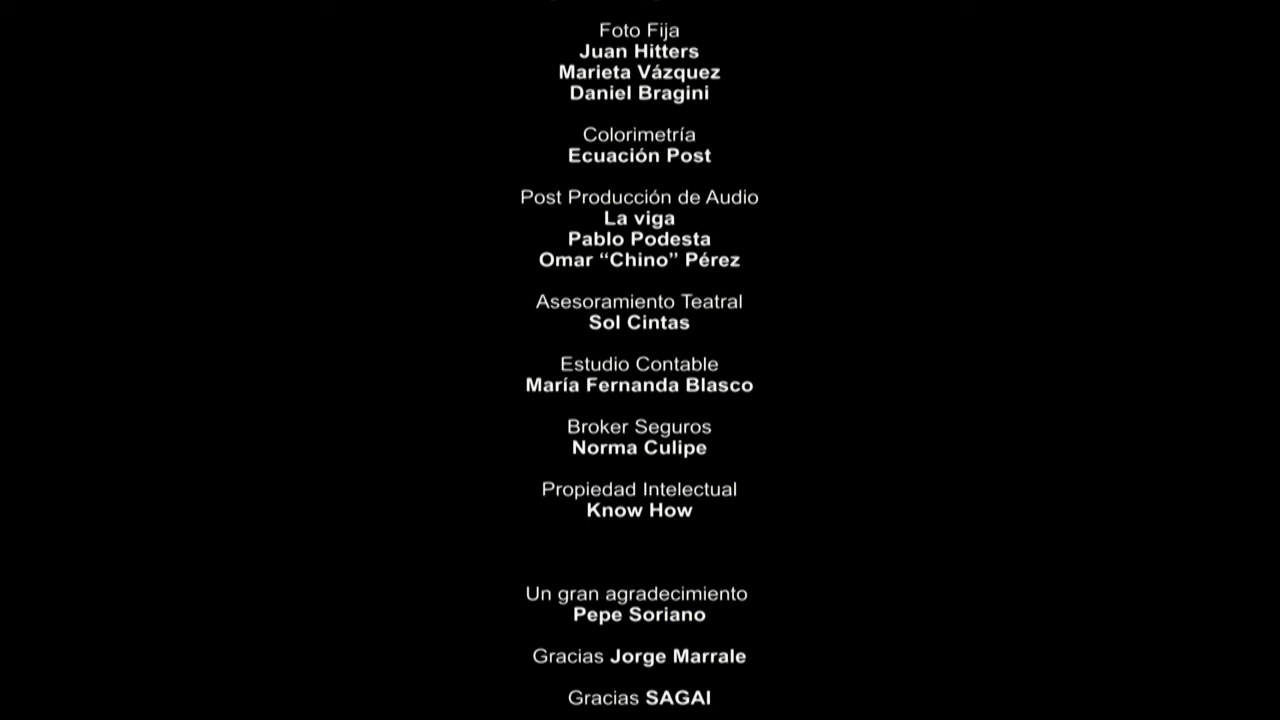 Foto Fija
Juan Hitters
Marieta Vázquez
Daniel Bragini
Colorimetría
Ecuación Post
Post Producción de Audio
La viga
Pablo Podesta
Omar “Chino” Pérez
Asesoramiento Teatral
Sol Cintas
Estudio Contable
María Fernanda Blasco
Broker Seguros
Norma Culipe
Propiedad Intelectual
Know How
Un gran agradecimiento
Pepe Soriano
Gracias Jorge Marrale
Gracias SAGAI